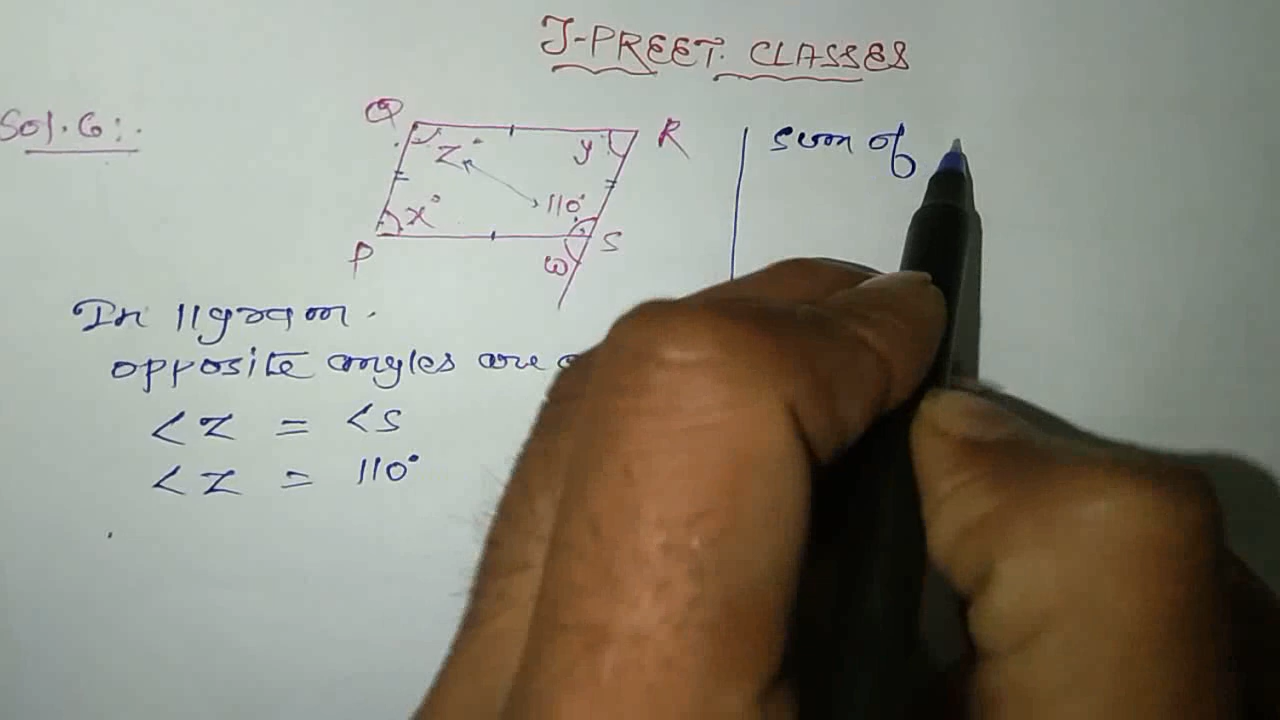 J-PREET CLASSES
Sol. 6:.
Q
R
Z°
y
110°
x°
P
S
ω
sum of
In ||gram.
opposite angles are
<Z = <S
<Z = 110°